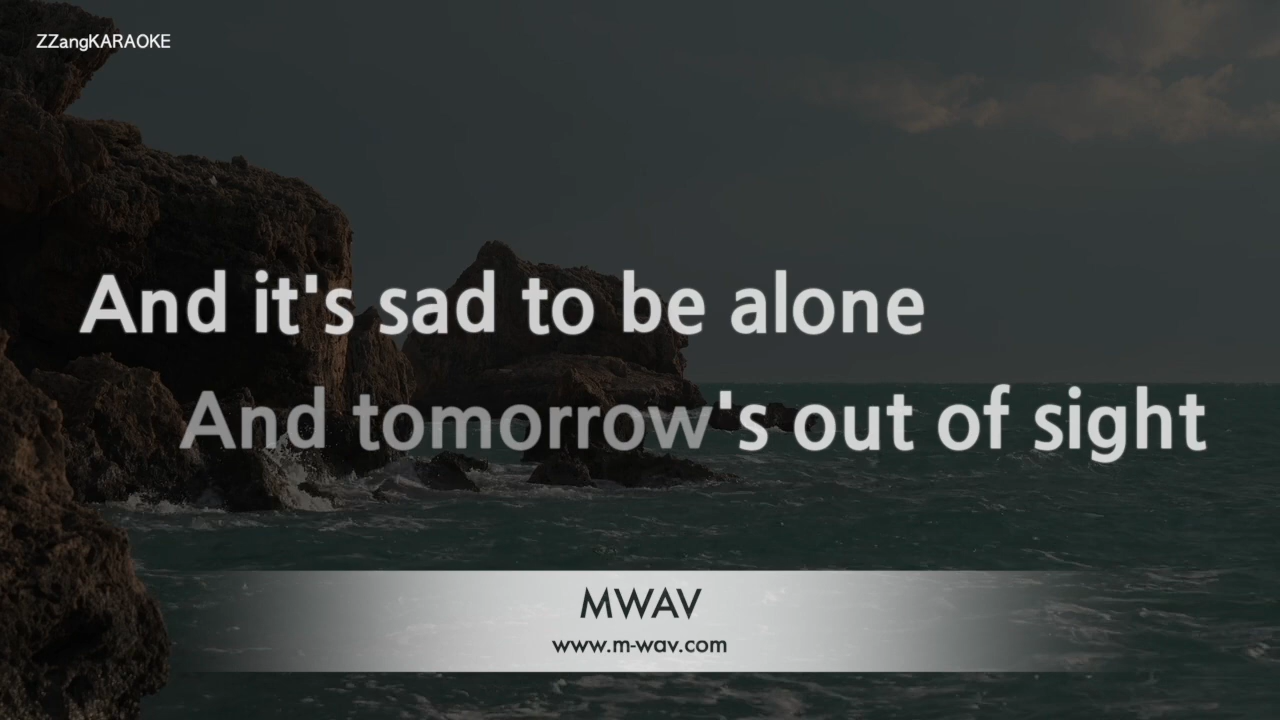 ZZangKARAOKE
And it's sad to be alone
And tomorrow's out of sight
MWAV
www.m-wav.com